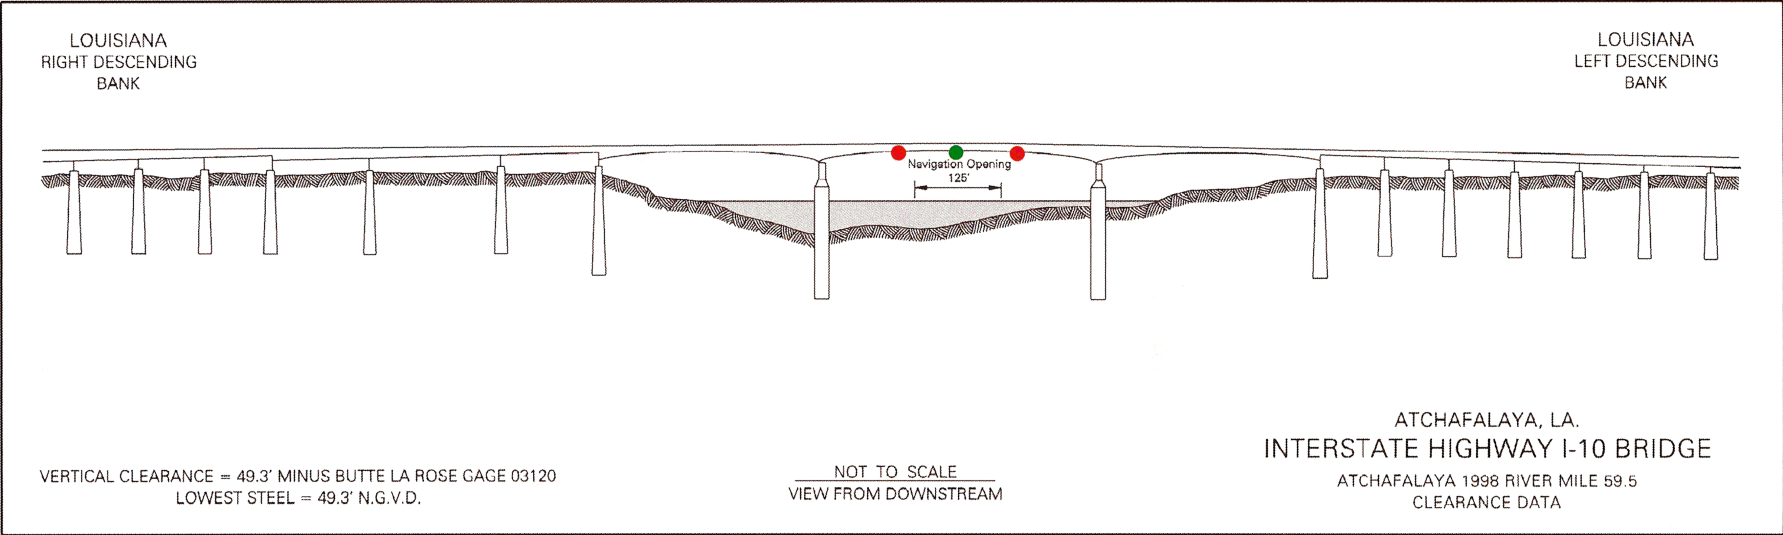 LOUISIANA
RIGHT DESCENDING
BANK
LOUISIANA
LEFT DESCENDING
BANK
Navigation Opening
125'
ATCHAFALAYA, LA.
INTERSTATE HIGHWAY I-10 BRIDGE
ATCHAFALAYA 1998 RIVER MILE 59.5
CLEARANCE DATA
VERTICAL CLEARANCE = 49.3' MINUS BUTTE LA ROSE GAGE 03120
LOWEST STEEL = 49.3' N.G.V.D.
NOT TO SCALE
VIEW FROM DOWNSTREAM